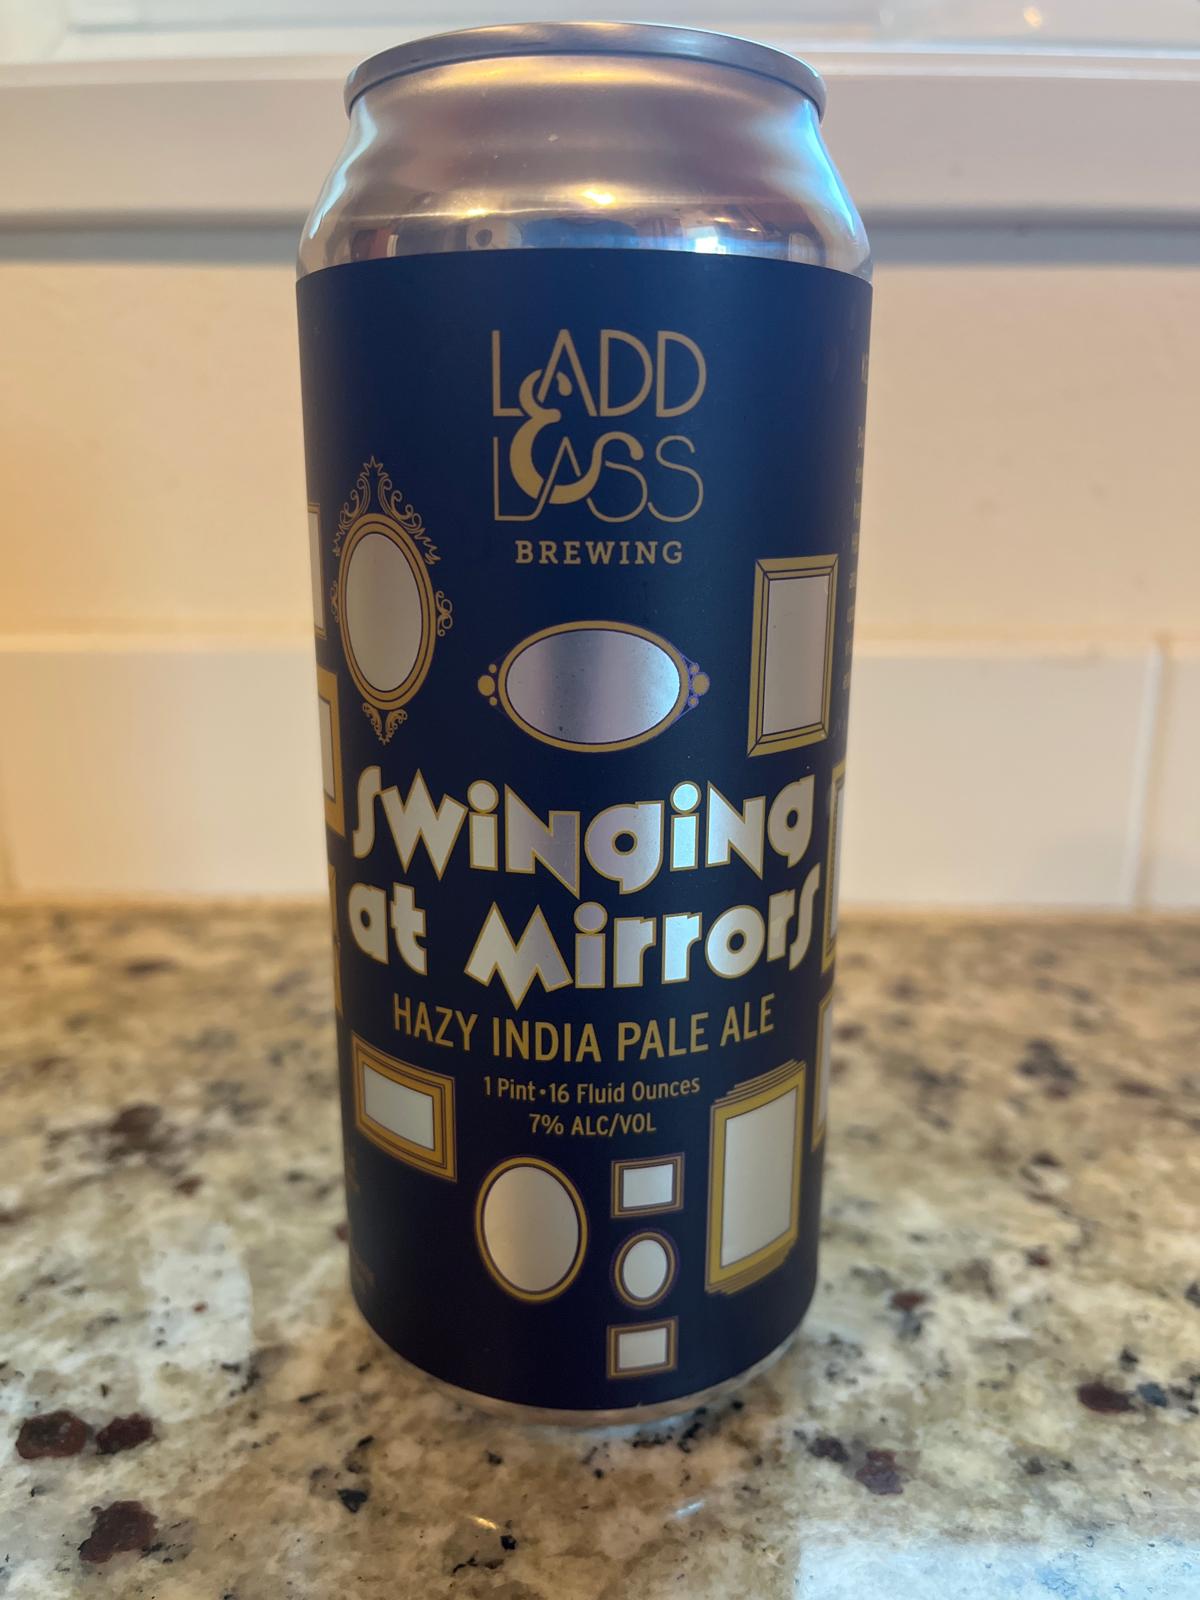 LADD
&
LASS
BREWING
swinging
at Mirrors
HAZY INDIA PALE ALE
1 Pint•16 Fluid Ounces
7% ALC/VOL